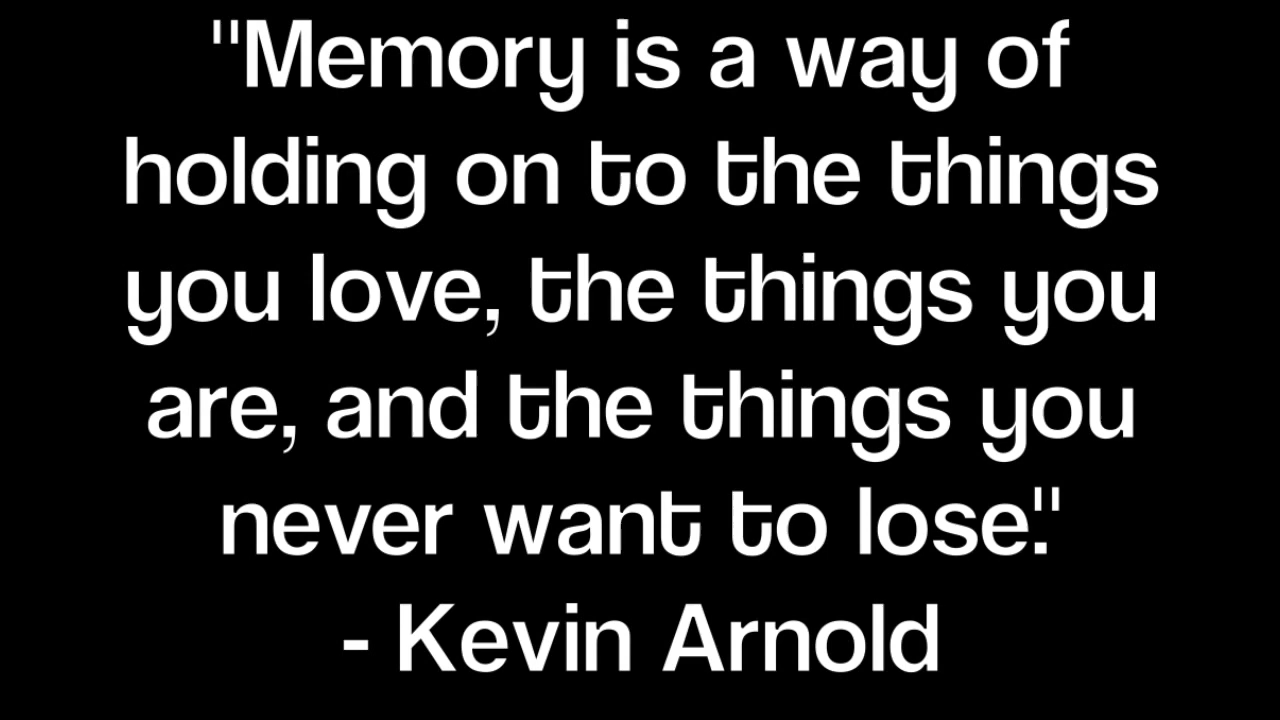 "Memory is a way of
holding on to the things
you love, the things you
are, and the things you
never want to lose."
- Kevin Arnold